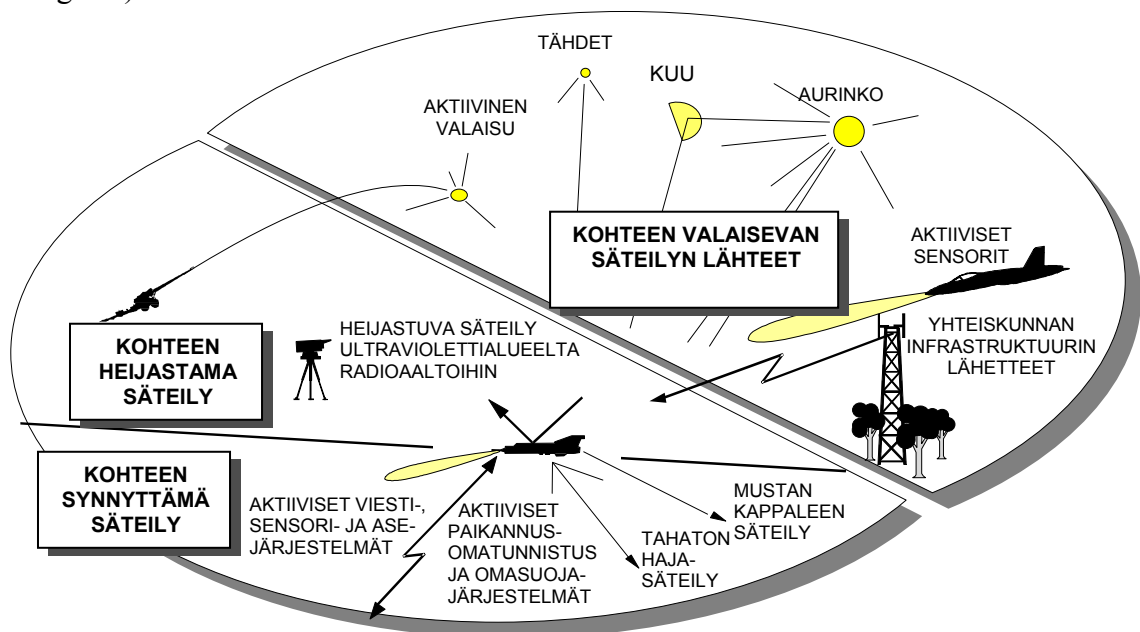 TÄHDET
KUU
AURINKO
AKTIIVINEN
VALAISU
KOHTEEN VALAISEVAN
SÄTEILYN LÄHTEET
AKTIIVISET
SENSORIT
YHTEISKUNNAN
INFRASTRUKTUURIN
LÄHETTEET
KOHTEEN
HEIJASTAMA
SÄTEILY
HEIJASTUVA SÄTEILY
ULTRAVIOLETTIALUEELTA
RADIOAALTOIHIN
KOHTEEN
SYNNYTTÄMÄ
SÄTEILY
AKTIIVISET VIESTI-,
SENSORI- JA ASE-
JÄRJESTELMÄT
AKTIIVISET
PAIKANNUS-
OMATUNNISTUS
JA OMASUOJA-
JÄRJESTELMÄT
TAHATON
HAJA-
SÄTEILY
MUSTAN
KAPPALEEN
SÄTEILY